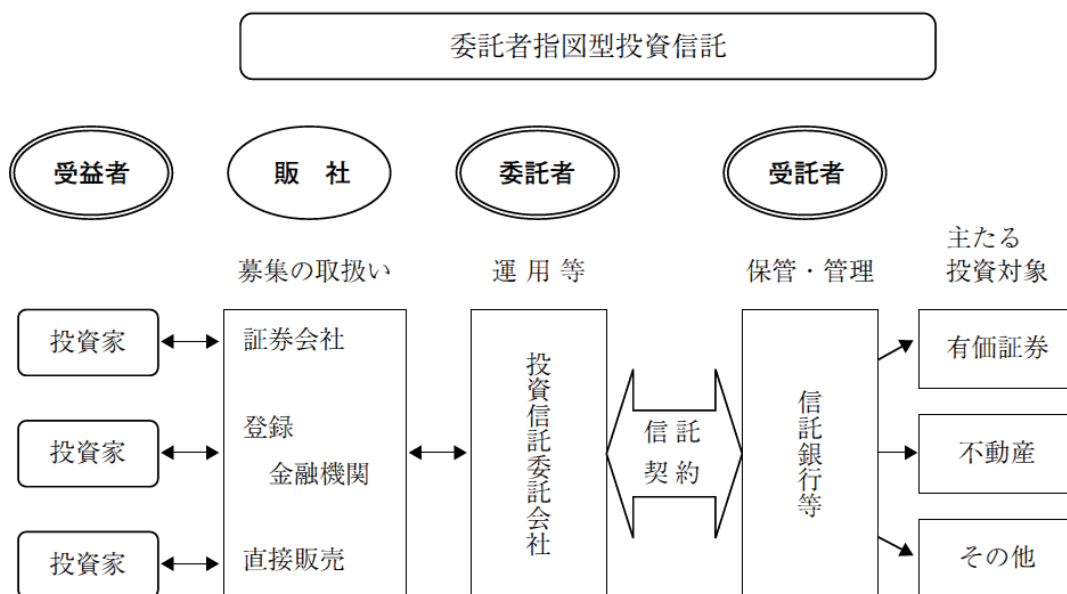 委託者指図型投資信託
受益者
販 社
委託者
受託者
募集の取扱い
運 用 等
保管・管理
主たる
投資対象
投資家
証券会社
投資家
登録
金融機関
投資家
直接販売
投資信託委託会社
信 託
契 約
信託銀行等
有価証券
不動産
その他